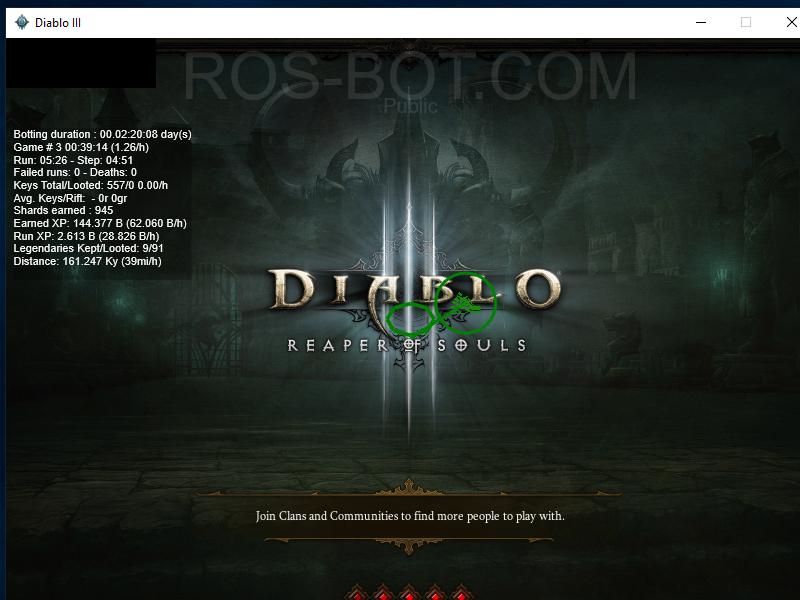 Diablo III
ROS-BOT.COM
Public
Botting duration : 00.02:20:08 day(s)
Game # 3 00:39:14 (1.26/h)
Run: 05:26 - Step: 04:51
Failed runs: 0 - Deaths: 0
Keys Total/Looted: 557/0 0.00/h
Avg. Keys/Rift:  - 0r 0gr
Shards earned : 945
Earned XP: 144.377 B (62.060 B/h)
Run XP: 2.613 B (28.826 B/h)
Legendaries Kept/Looted: 9/91
Distance: 161.247 Ky (39mi/h)
DIABLO
REAPER OF SOULS
Join Clans and Communities to find more people to play with.